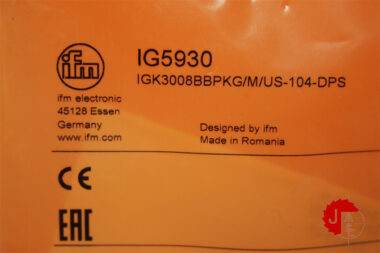 ifm
IG5930
IGK3008BBPKG/M/US-104-DPS
ifm electronic
45128 Essen
Germany
www.ifm.com
Designed by ifm
Made in Romania
CE
EAC